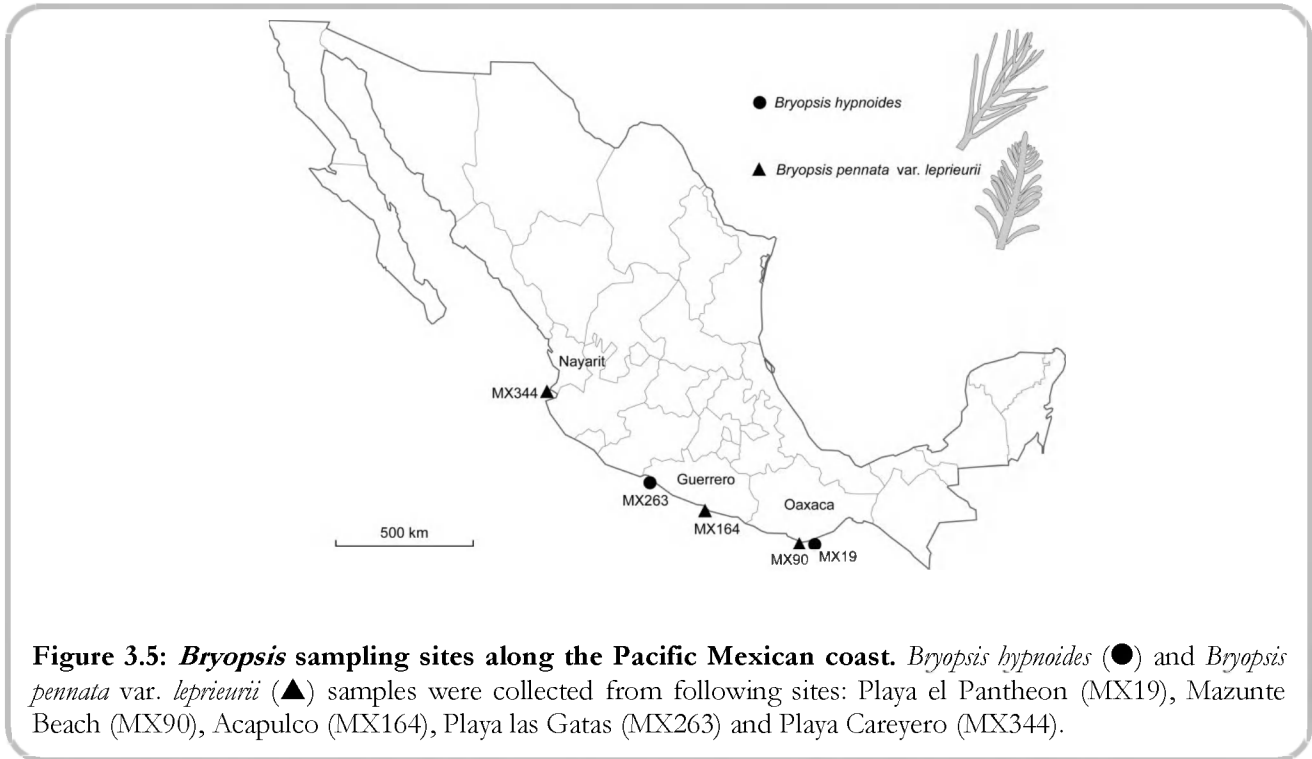 ● Bryopsis hypnoides
▲ Bryopsis pennata var. leprieurii
Nayarit
MX344
Guerrero
MX263
Oaxaca
MX164
500 km
MX90
MX19
Figure 3.5: Bryopsis sampling sites along the Pacific Mexican coast. Bryopsis hypnoides (●) and Bryopsis
pennata var. leprieurii (▲) samples were collected from following sites: Playa el Pantheon (MX19), Mazunte
Beach (MX90), Acapulco (MX164), Playa las Gatas (MX263) and Playa Careyero (MX344).